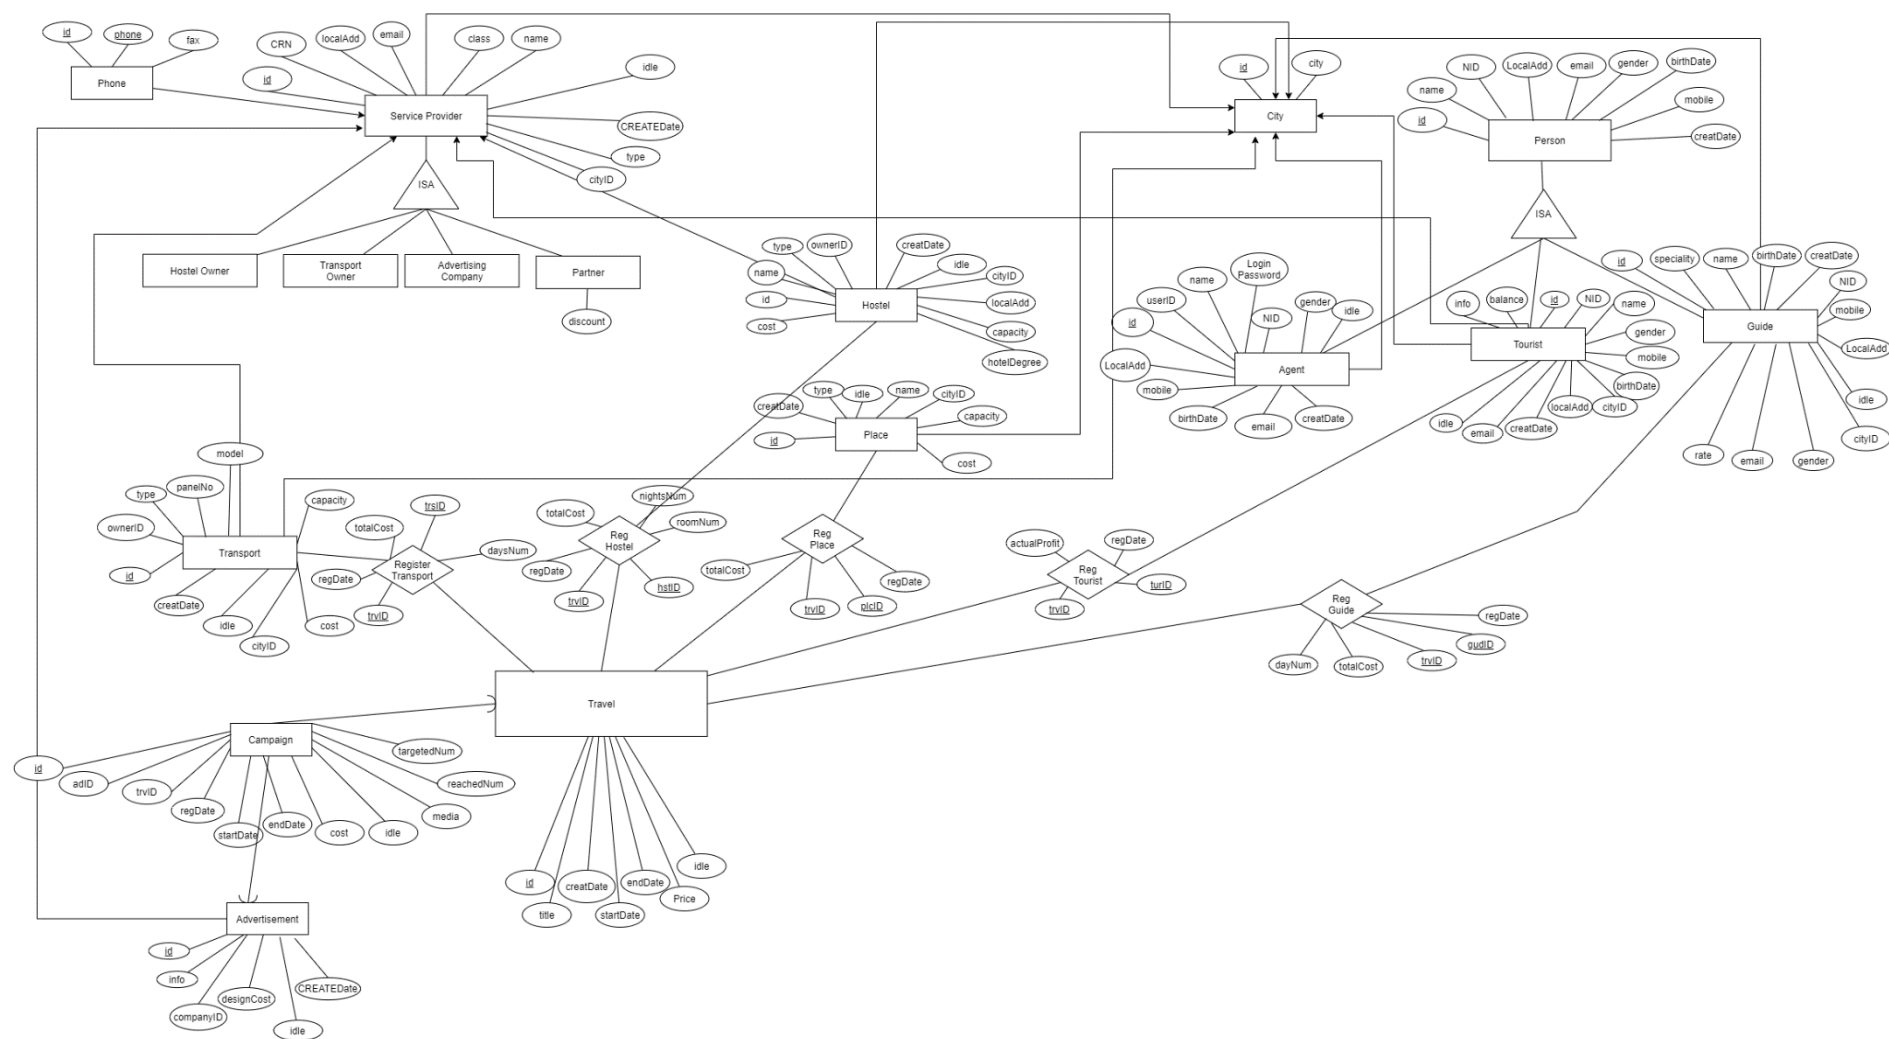 id
phone
fax
Phone
CRN
localAdd
email
class
name
idle
id
Service Provider
CREATEDate
type
cityID
ISA
Hostel Owner
Transport
Owner
Advertising
Company
Partner
discount
id
city
City
NID
LocalAdd
email
gender
birthDate
name
mobile
id
creatDate
Person
ISA
type
ownerID
creatDate
idle
name
cityID
id
localAdd
Hostel
cost
capacity
hotelDegree
Login
Password
name
userID
gender
idle
NID
id
LocalAdd
Agent
mobile
birthDate
email
creatDate
info
balance
id
NID
name
gender
Tourist
mobile
birthDate
localAdd
cityID
idle
email
creatDate
id
speciality
name
birthDate
creatDate
NID
mobile
Guide
LocalAdd
idle
cityID
rate
email
gender
type
idle
name
cityID
creatDate
capacity
id
Place
cost
model
type
panelNo
capacity
ownerID
Transport
id
creatDate
idle
cityID
cost
trsID
totalCost
daysNum
regDate
Register
Transport
trvID
nightsNum
totalCost
roomNum
Reg
Hostel
regDate
trvID
hstID
Reg
Place
totalCost
regDate
trvID
plcID
actualProfit
regDate
Reg
Tourist
turID
trvID
Reg
Guide
regDate
gudID
dayNum
totalCost
trvID
Travel
id
title
creatDate
startDate
endDate
Price
idle
Campaign
targetedNum
id
adID
trvID
regDate
startDate
endDate
cost
idle
media
reachedNum
Advertisement
id
info
companyID
designCost
CREATEDate
idle